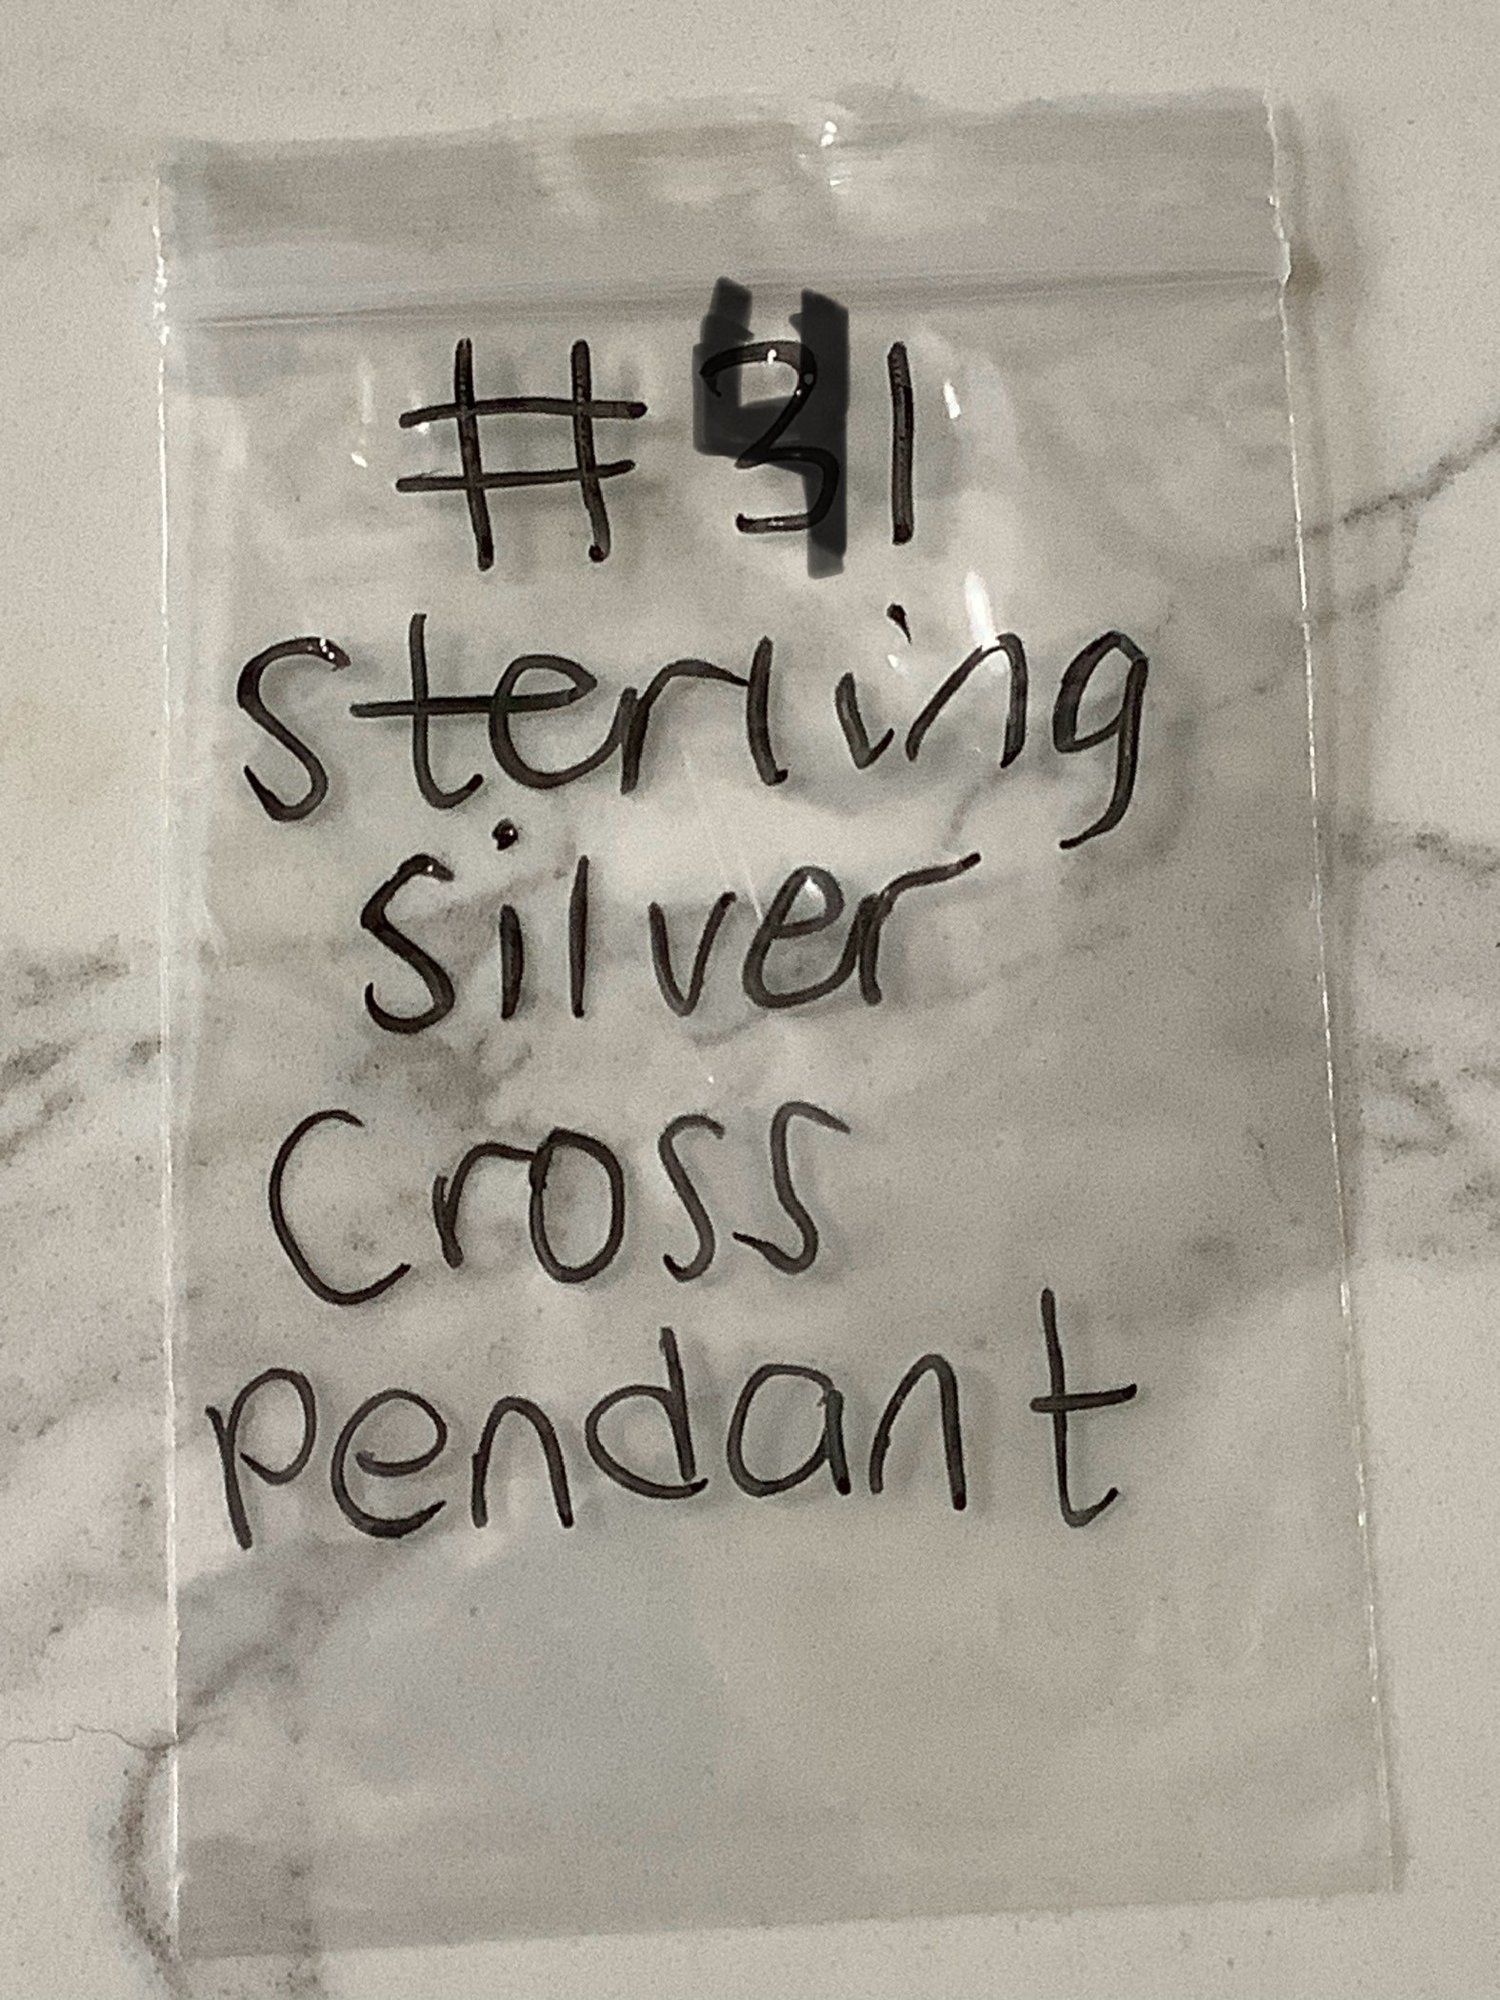 #41
Sterling
Silver
Cross
pendant